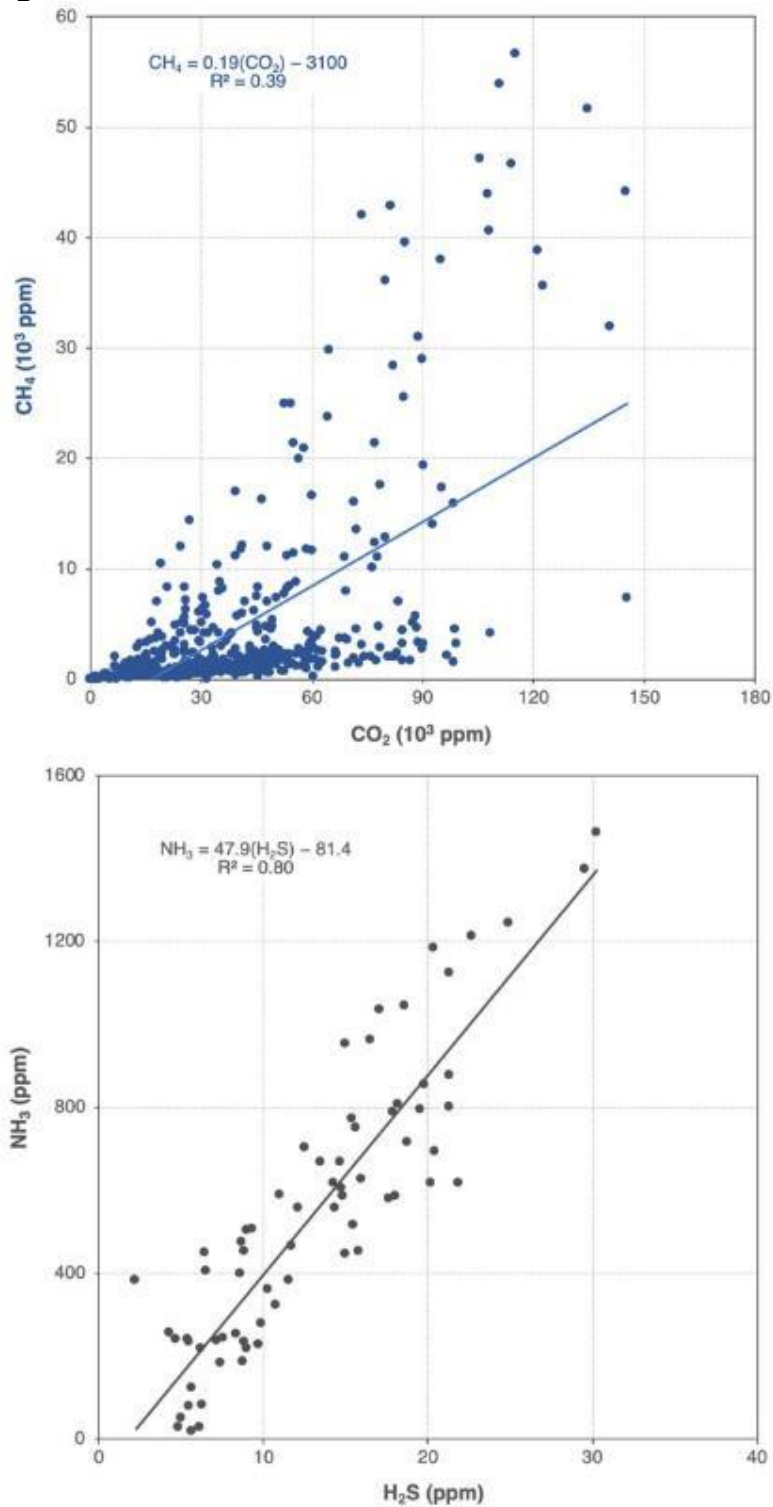 60
CH₄ = 0.19(CO₂) – 3100
R² = 0.39
50
40
30
20
10
0
CH₄ (10³ ppm)
0 30 60 90 120 150 180
CO₂ (10³ ppm)
1600
NH₃ = 47.9(H₂S) – 81.4
R² = 0.80
1200
800
400
0
NH₃ (ppm)
0 10 20 30 40
H₂S (ppm)